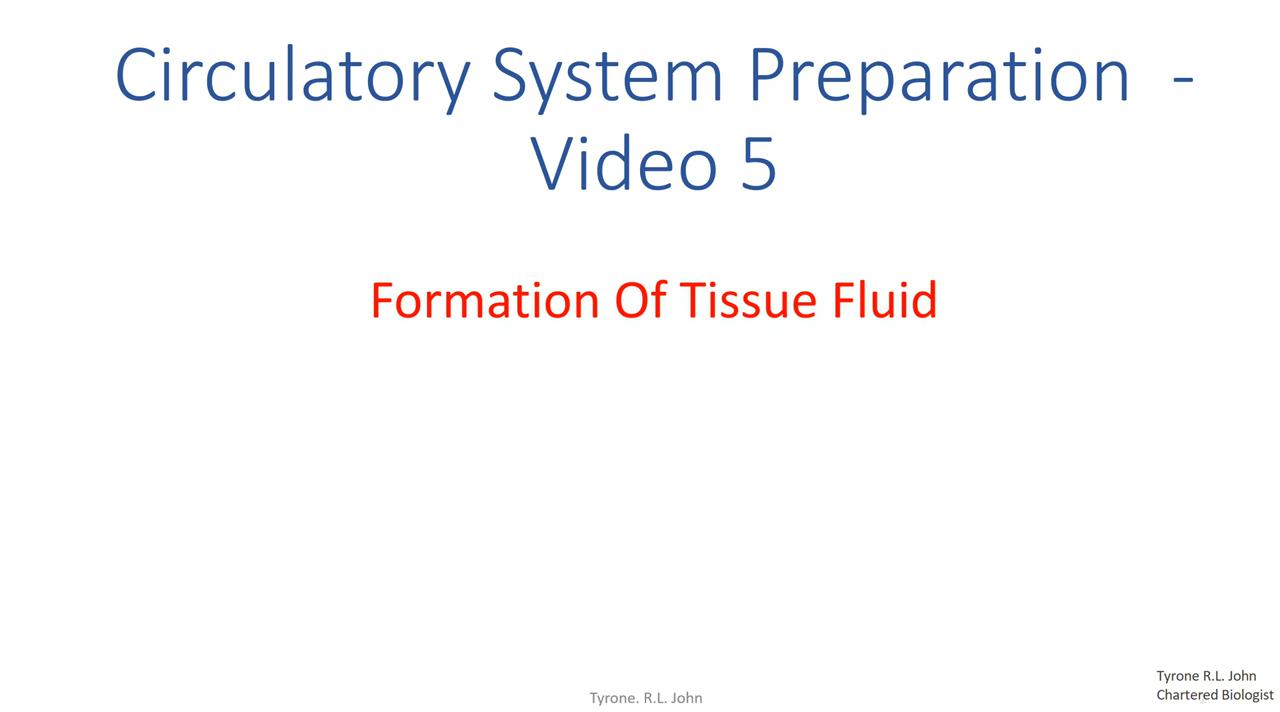 Circulatory System Preparation -
Video 5
Formation Of Tissue Fluid
Tyrone R.L. John
Chartered Biologist
Tyrone. R.L. John